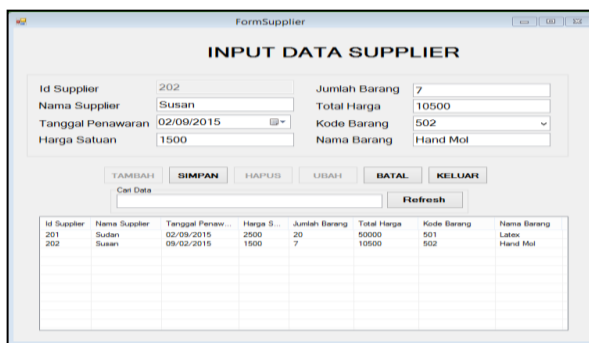 FormSupplier
INPUT DATA SUPPLIER
Id Supplier 202 Jumlah Barang 7
Nama Supplier Susan Total Harga 10500
Tanggal Penawaran 02/09/2015 Kode Barang 502
Harga Satuan 1500 Nama Barang Hand Mol
TAMBAH SIMPAN HAPUS UBAH BATAL KELUAR
Cari Data
Refresh
Id Supplier Nama Supplier Tanggal Penaw... Harga S... Jumlah Barang Total Harga Kode Barang Nama Barang
201 Sudan 02/09/2015 2500 20 50000 501 Latex
202 Susan 09/02/2015 1500 7 10500 502 Hand Mol